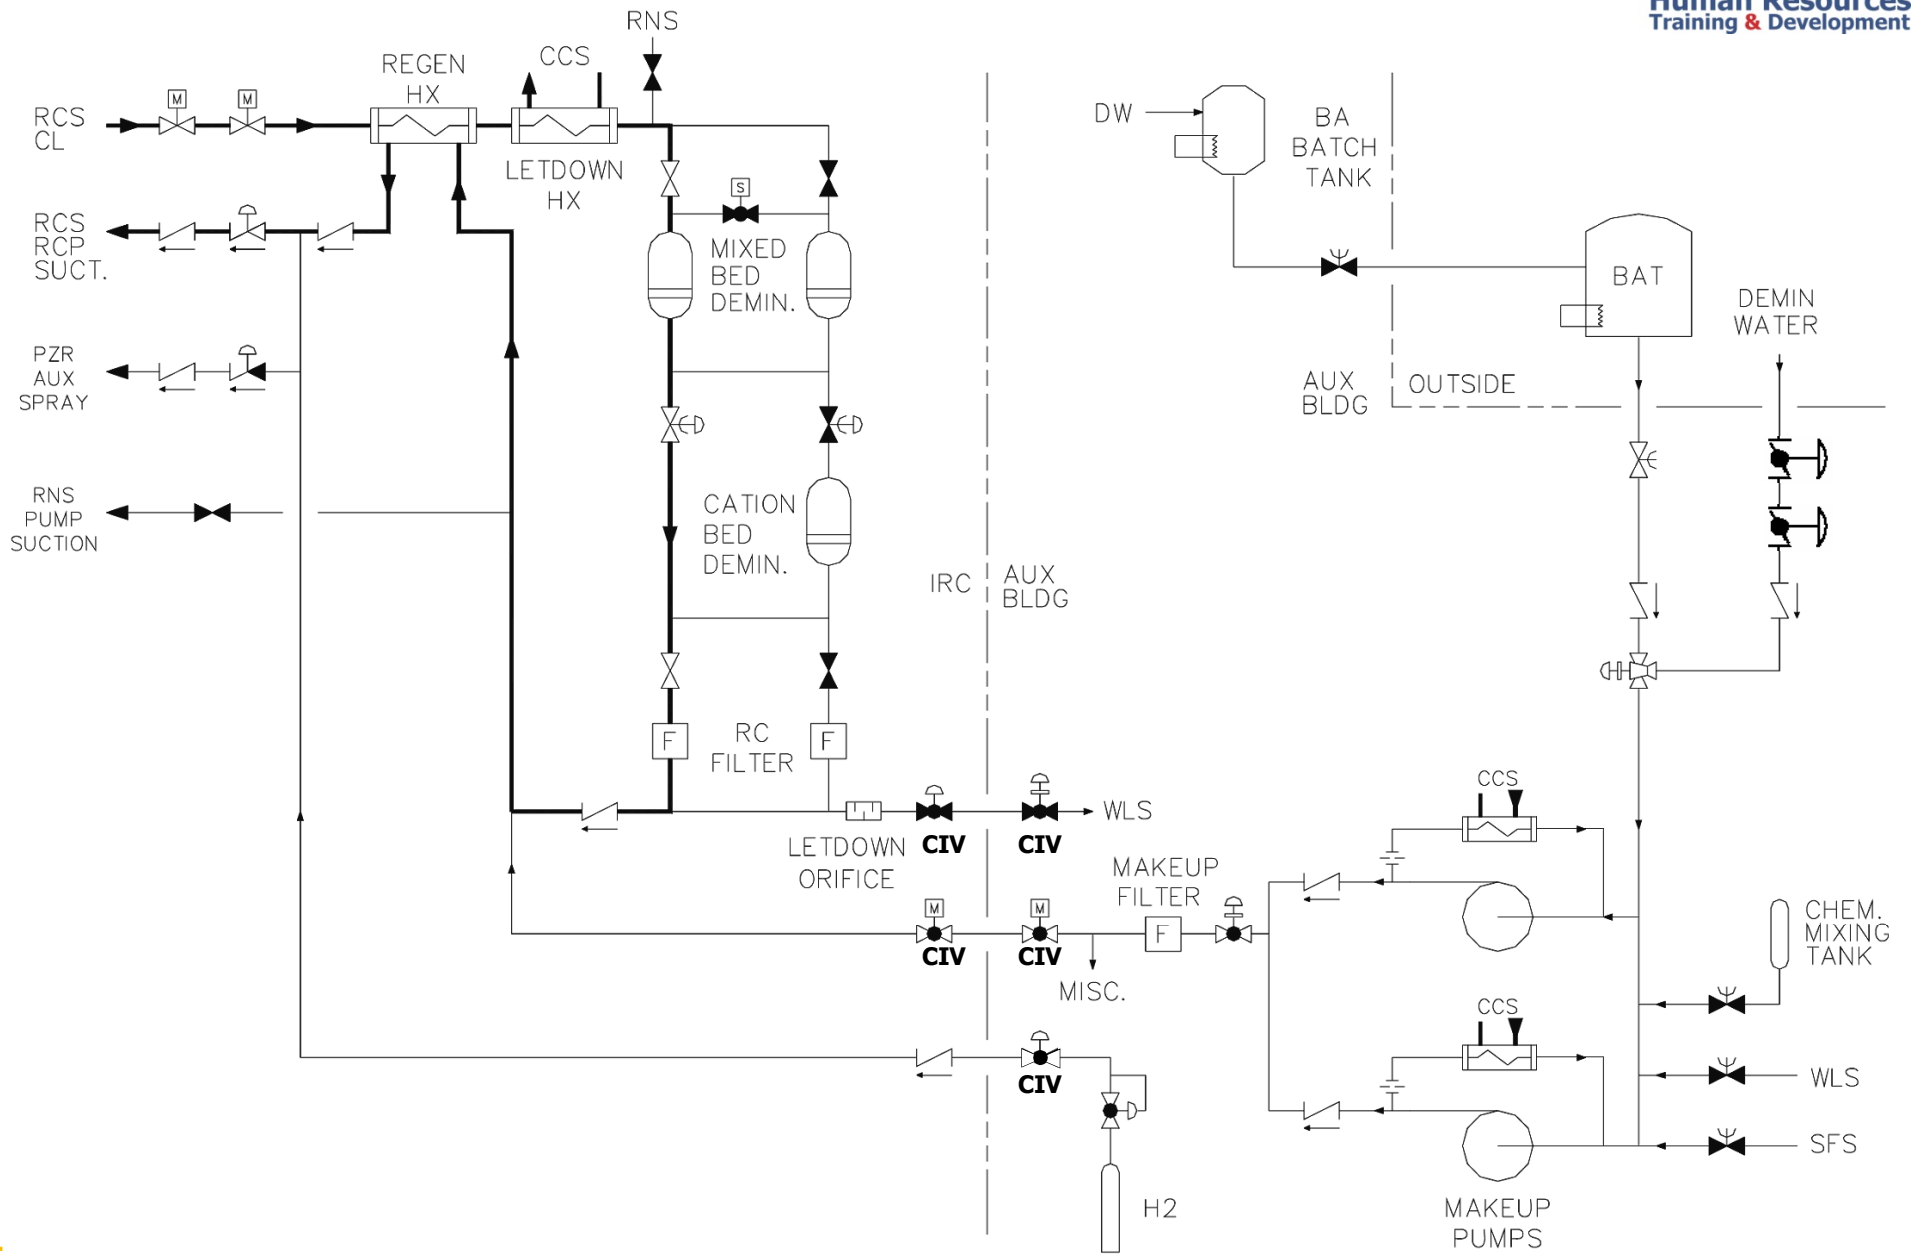 Human Resources
Training & Development
RNS
CCS
REGEN
HX
M
M
RCS
CL
LETDOWN
HX
S
RCS
RCP
SUCT.
MIXED
BED
DEMIN.
PZR
AUX
SPRAY
RNS
PUMP
SUCTION
CATION
BED
DEMIN.
IRC
AUX
BLDG
F
RC
FILTER
F
LETDOWN
ORIFICE
CIV
CIV
WLS
M
M
CIV
CIV
MISC.
MAKEUP
FILTER
F
CIV
H2
DW
BA
BATCH
TANK
BAT
DEMIN
WATER
AUX
BLDG
OUTSIDE
CCS
CHEM.
MIXING
TANK
CCS
WLS
SFS
MAKEUP
PUMPS